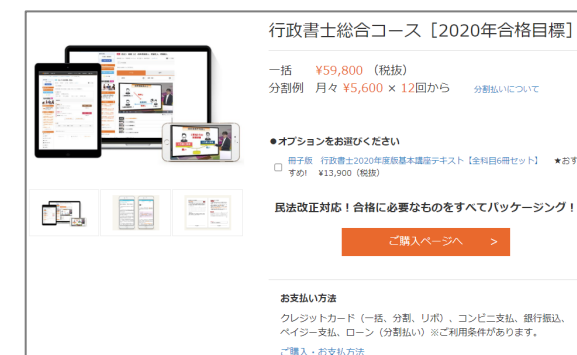 行政書士総合コース［2020年合格目標］
一括　¥59,800 （税抜）
分割例　月々 ¥5,600 × 12回から　分割払いについて
●オプションをお選びください
冊子版　行政書士2020年度版基本講座テキスト【全科目6冊セット】　★おす
すめ!　¥13,900（税抜）
民法改正対応！合格に必要なものをすべてパッケージング！
ご購入ページへ　>
お支払い方法
クレジットカード（一括、分割、リボ）、コンビニ支払、銀行振込、
ペイジー支払、ローン（分割払い）※ご利用条件があります。
ご購入・お支払方法